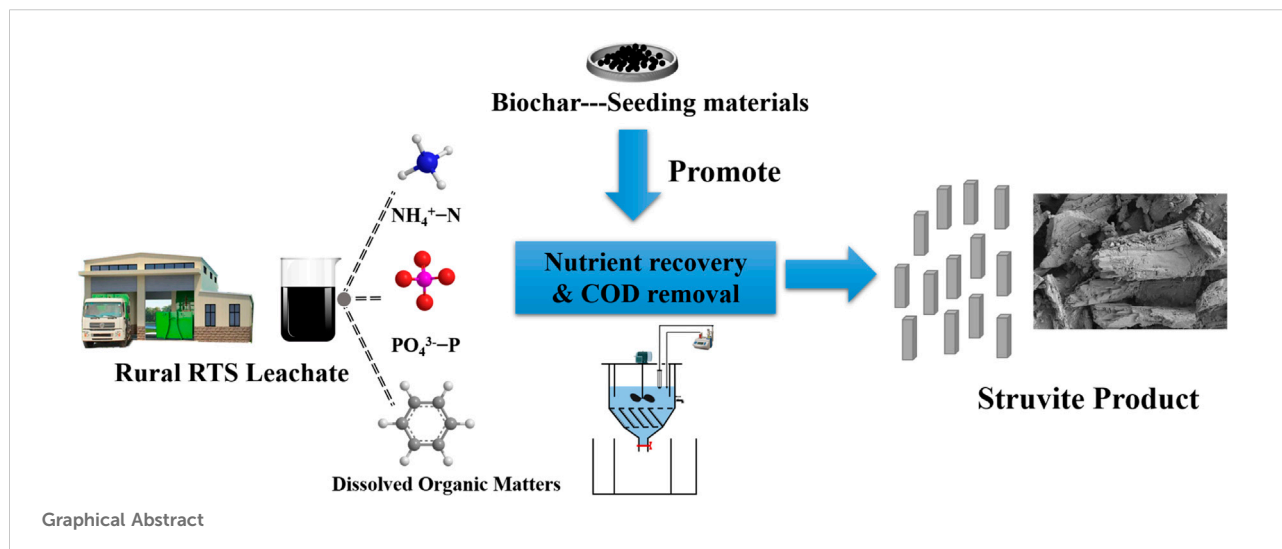 Biochar---Seeding materials
Promote
NH₄⁺−N
PO₄³⁻−P
Rural RTS Leachate
Dissolved Organic Matters
Nutrient recovery
& COD removal
Struvite Product
Graphical Abstract